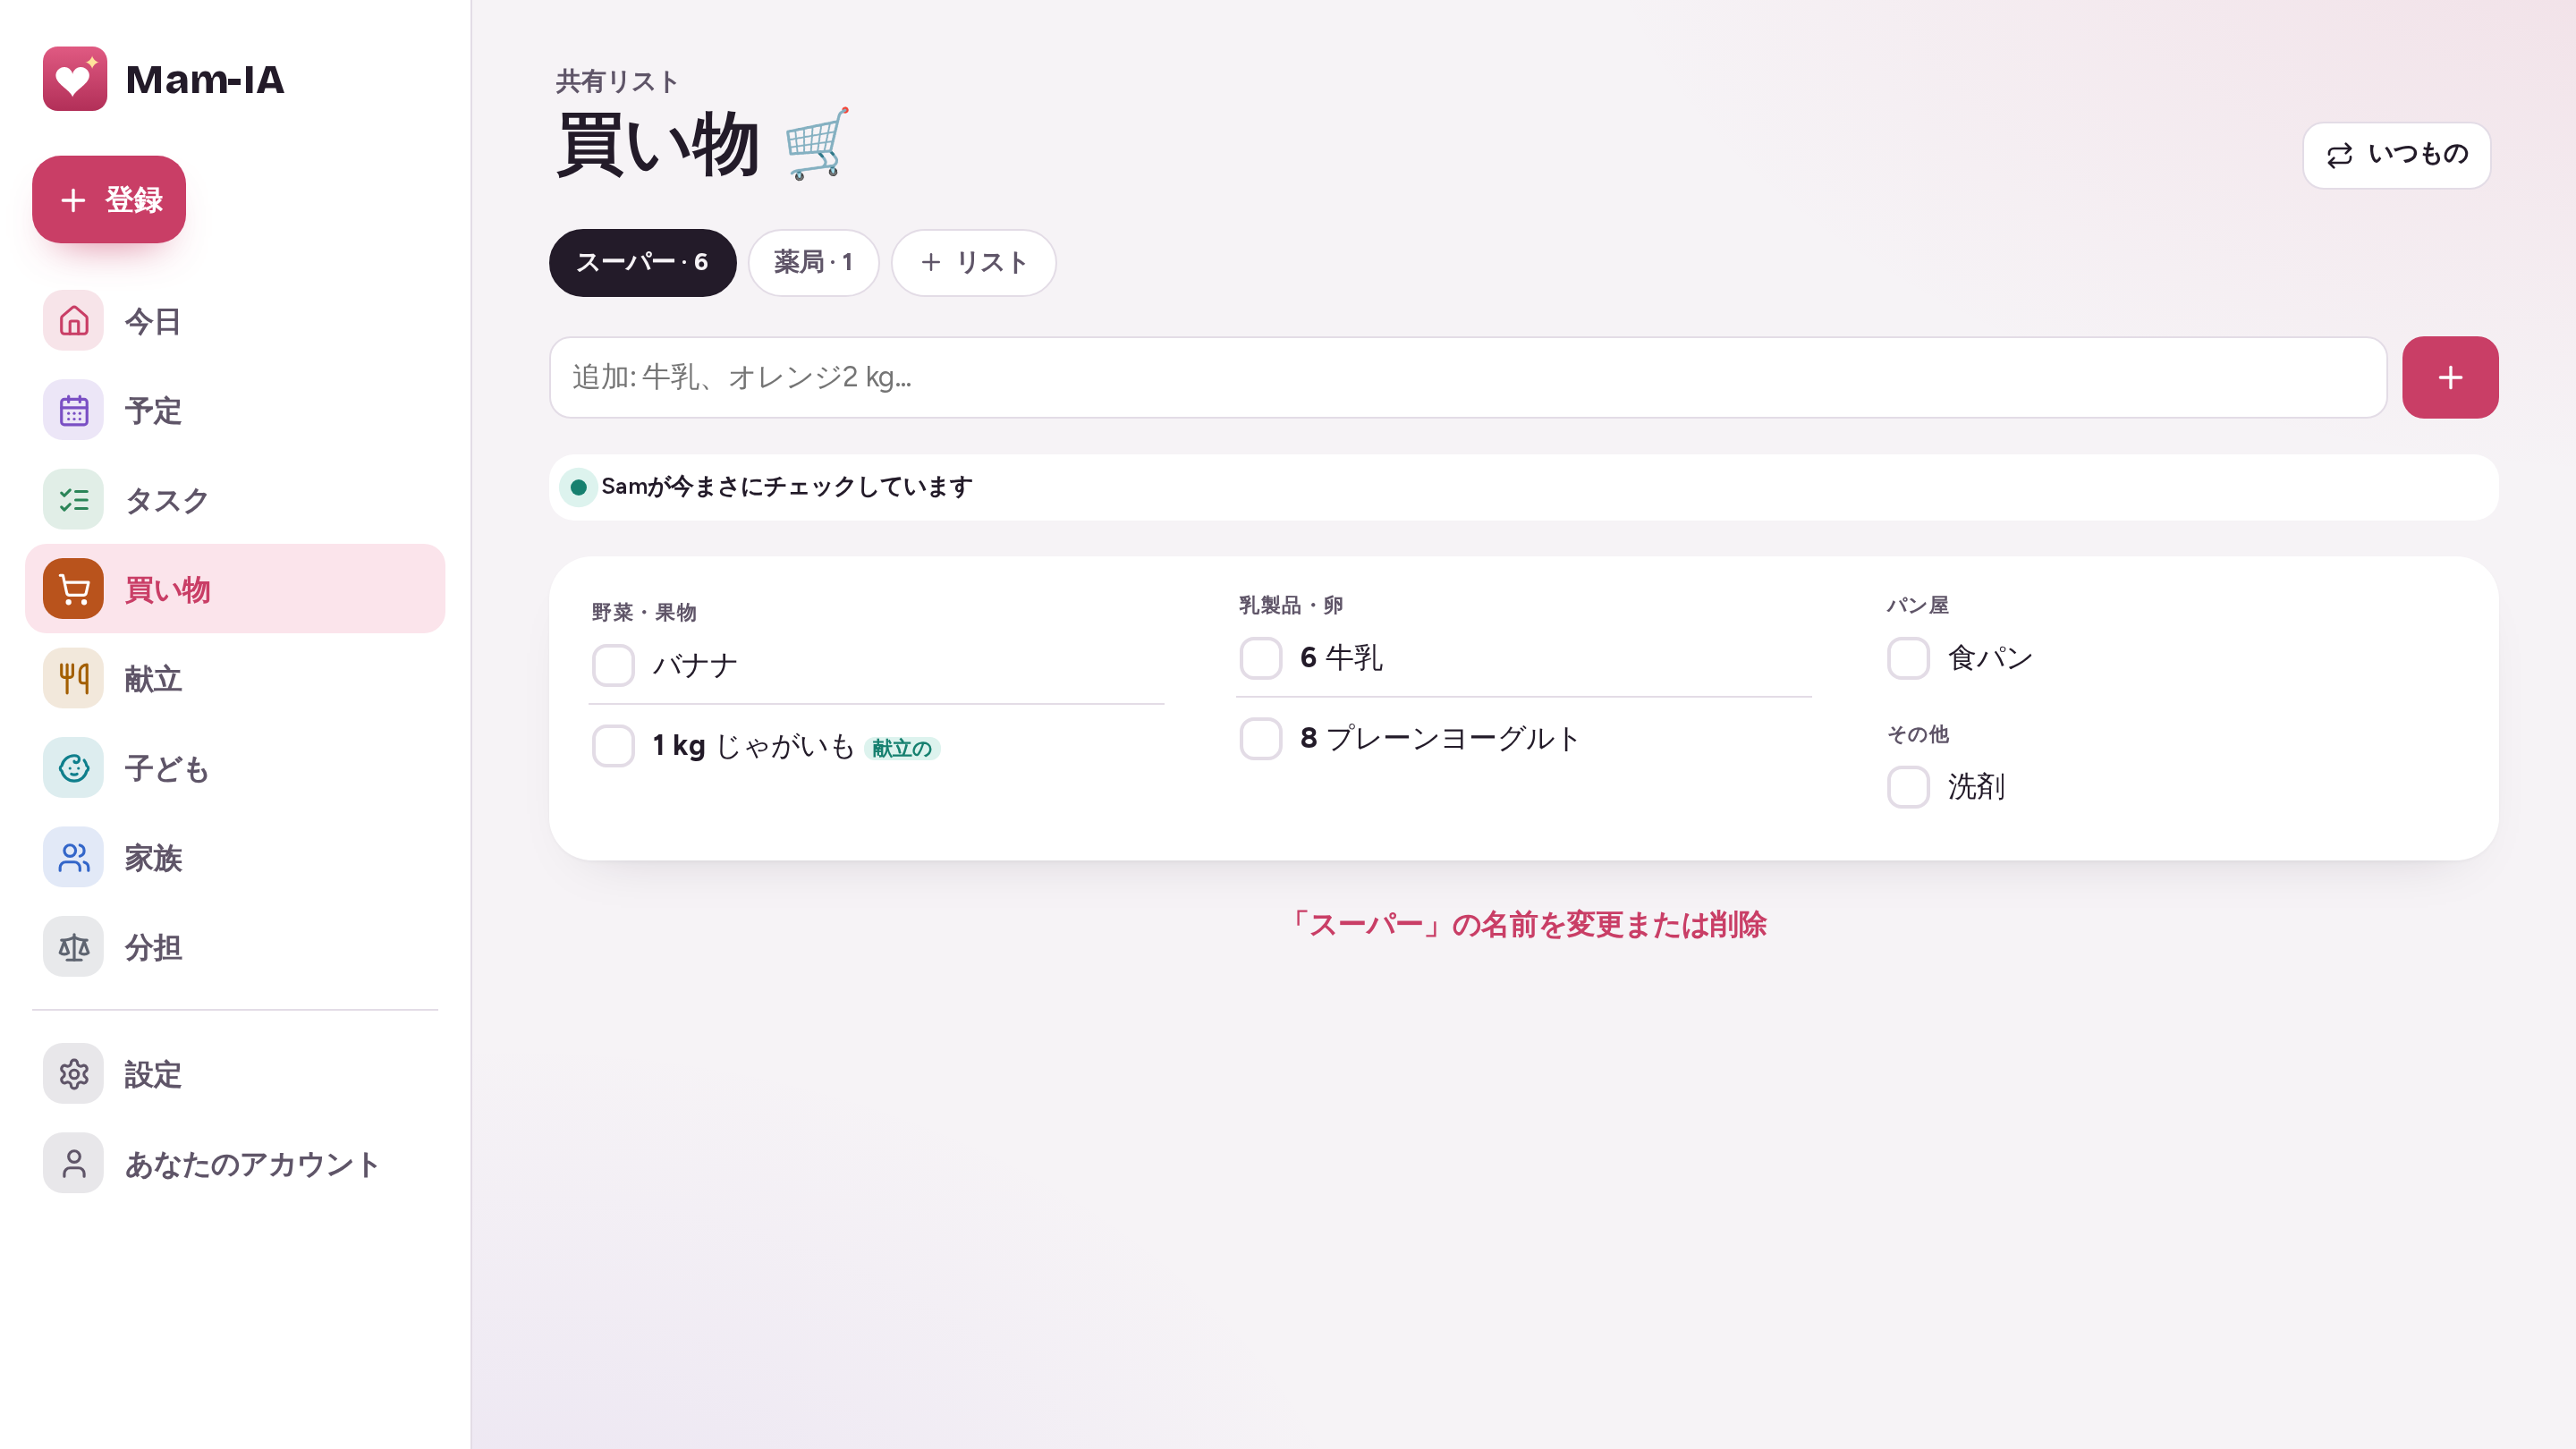 Mam-IA
登録
今日
予定
タスク
買い物
献立
子ども
家族
分担
設定
あなたのアカウント
共有リスト
買い物 🛒
いつもの
スーパー · 6
薬局 · 1
リスト
追加: 牛乳、オレンジ2 kg...
Samが今まさにチェックしています
野菜・果物
バナナ
1 kg じゃがいも 献立の
乳製品・卵
6 牛乳
8 プレーンヨーグルト
パン屋
食パン
その他
洗剤
「スーパー」の名前を変更または削除